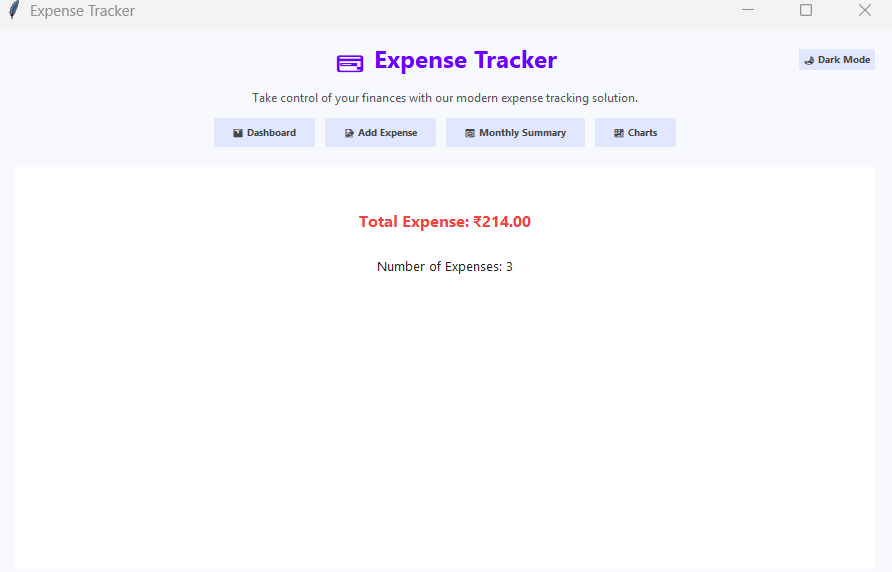 Expense Tracker
Expense Tracker
Dark Mode
Take control of your finances with our modern expense tracking solution.
Dashboard Add Expense Monthly Summary Charts
Total Expense: ₹214.00
Number of Expenses: 3